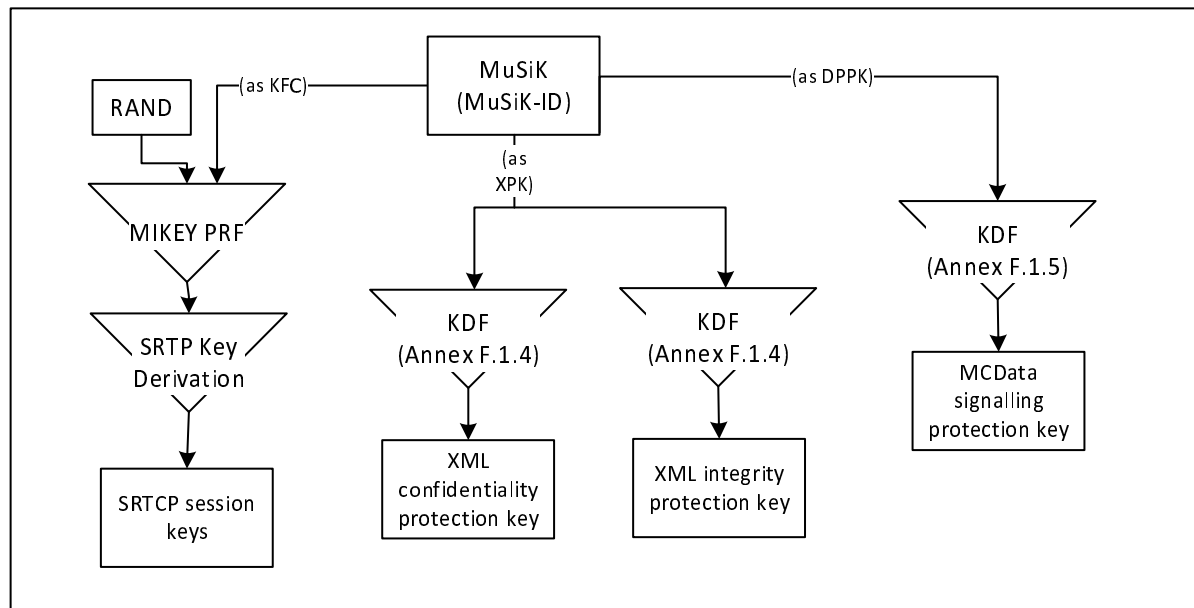 MuSiK
(MuSiK-ID)
(as KFC)
(as DPPK)
RAND
(as
XPK)
MIKEY PRF
KDF
(Annex F.1.5)
SRTP Key
Derivation
KDF
(Annex F.1.4)
KDF
(Annex F.1.4)
MCData
signalling
protection key
SRTCP session
keys
XML
confidentiality
protection key
XML integrity
protection key